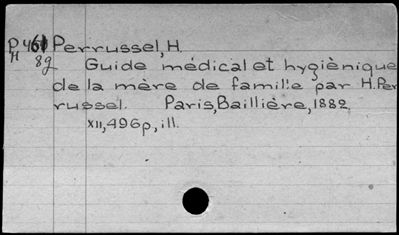 P461 Perrussel, H.
H 8g Guide médical et hygiènique
de la mère de famille par H. Per
russel. Paris, Baillière, 1882
XII, 496p, ill.